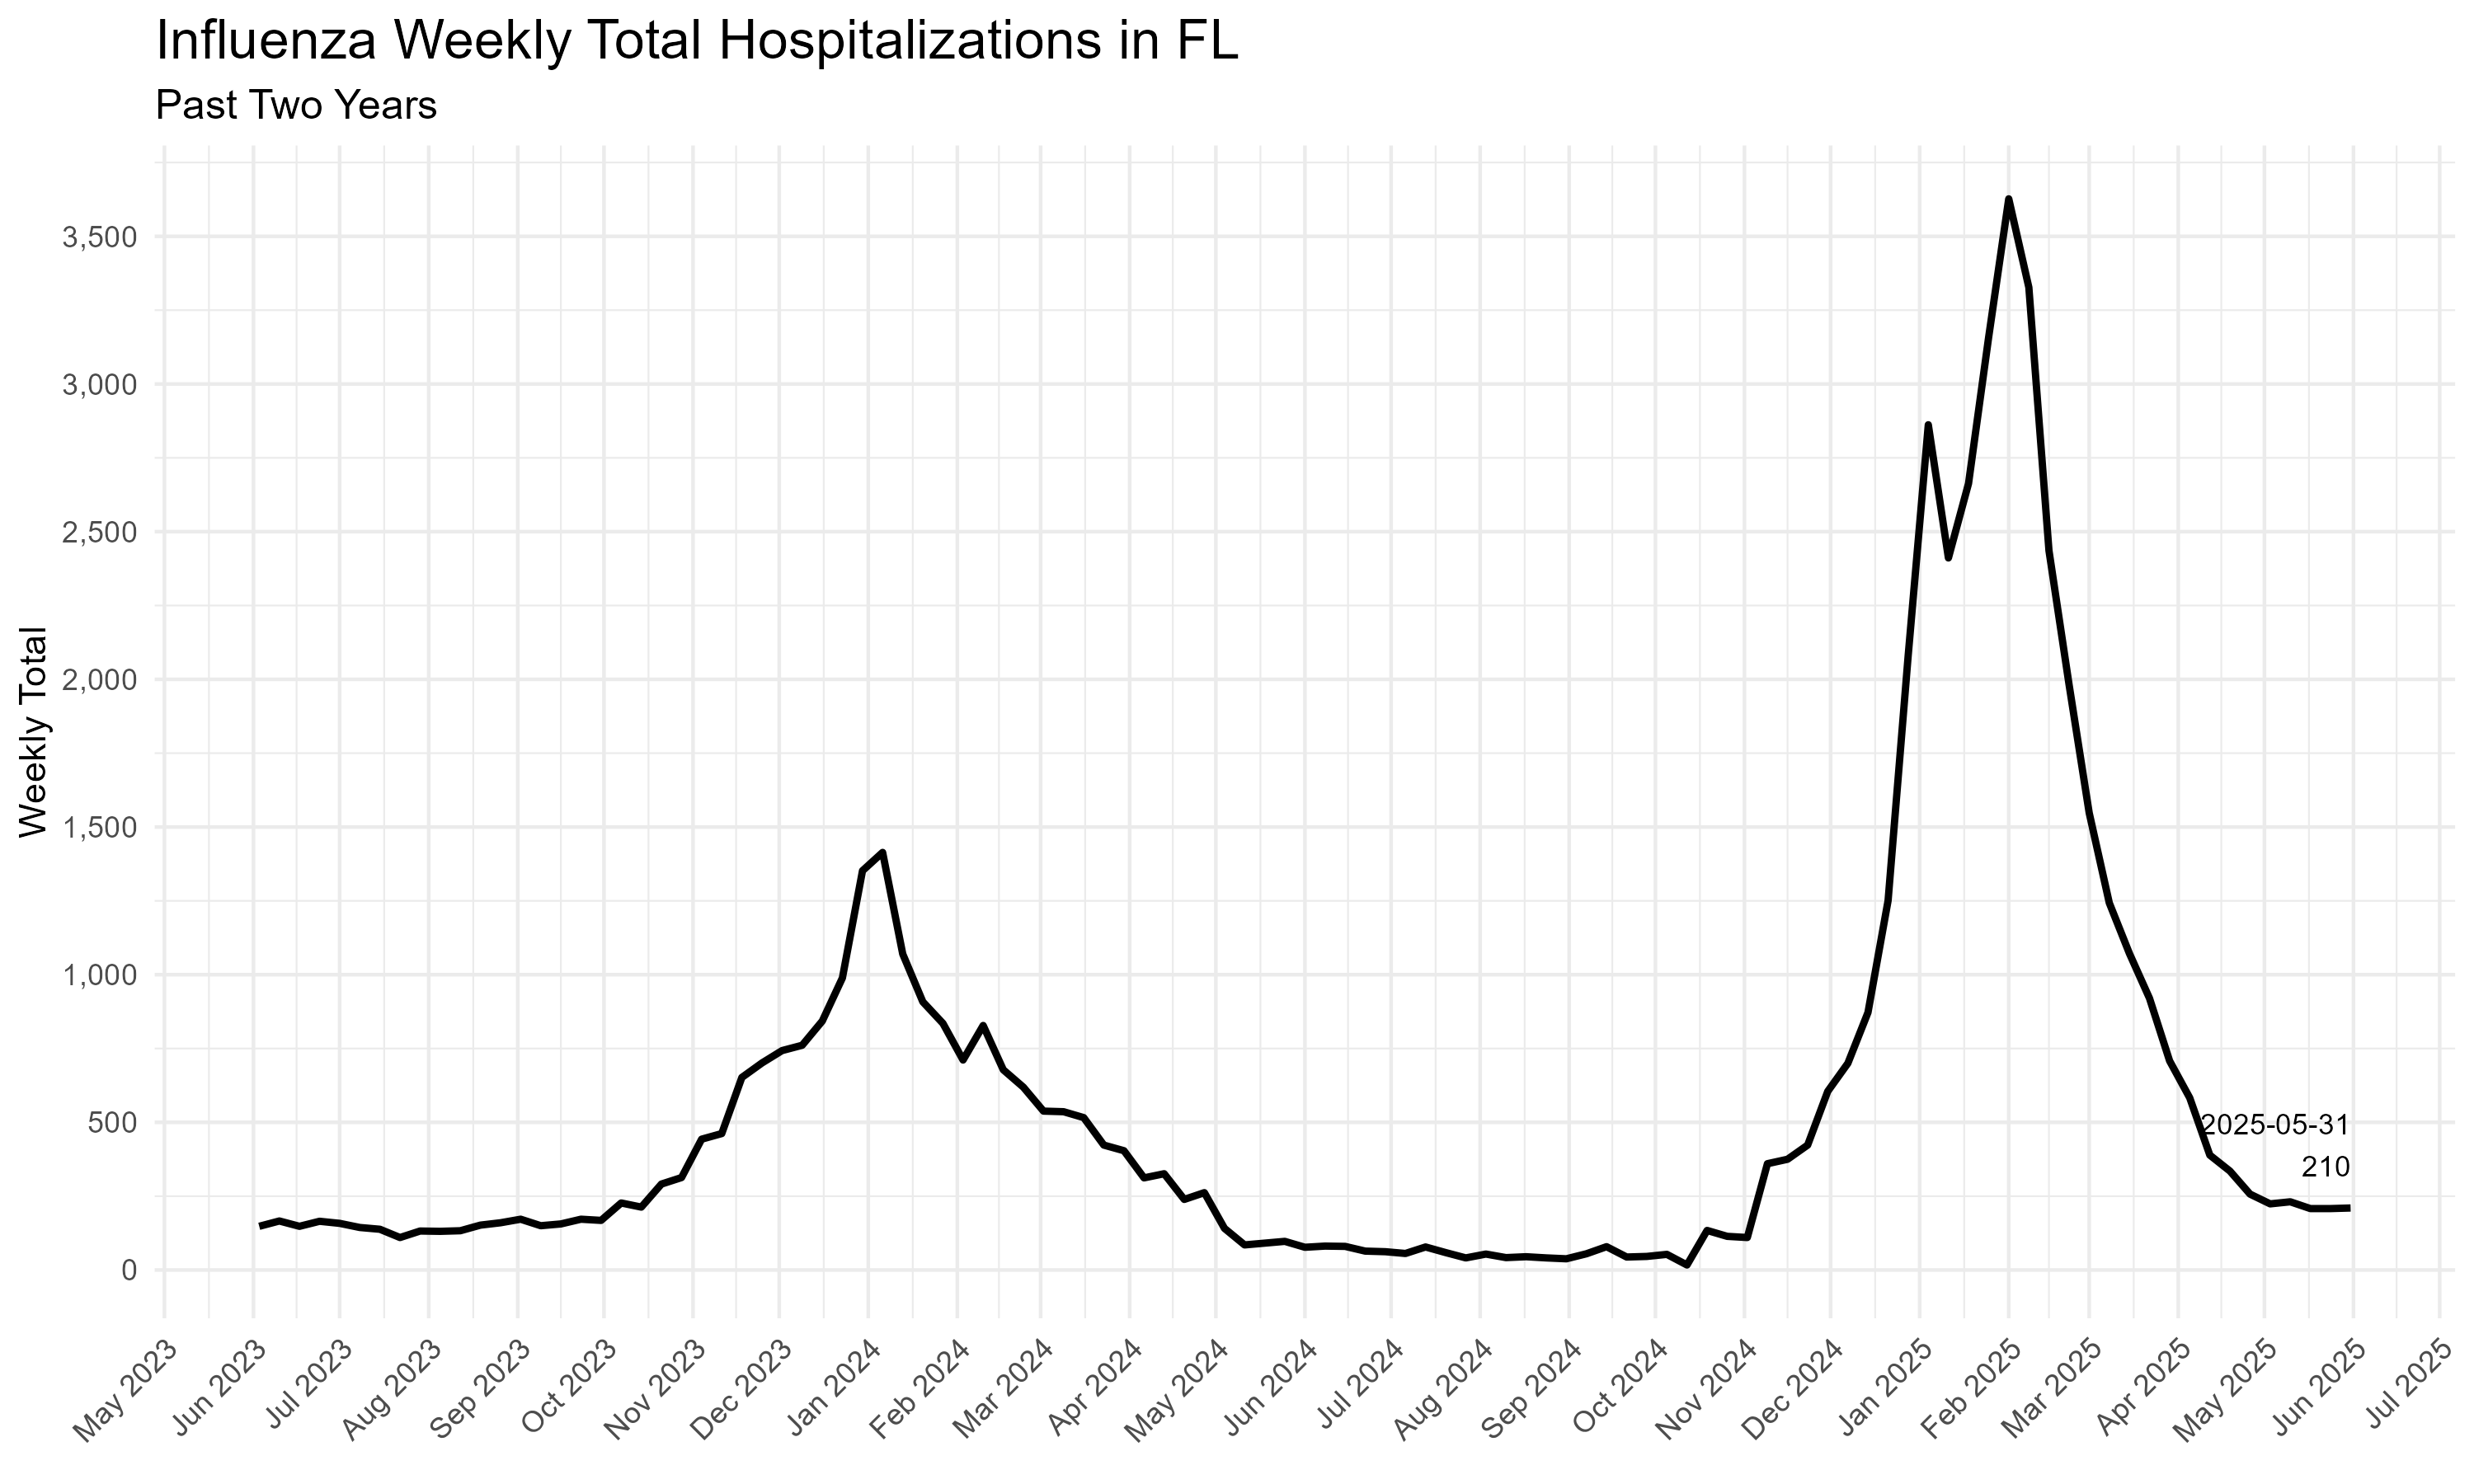 Influenza Weekly Total Hospitalizations in FL
Past Two Years
Weekly Total
3,500
3,000
2,500
2,000
1,500
1,000
500
0
2025-05-31
210
May 2023
Jun 2023
Jul 2023
Aug 2023
Sep 2023
Oct 2023
Nov 2023
Dec 2023
Jan 2024
Feb 2024
Mar 2024
Apr 2024
May 2024
Jun 2024
Jul 2024
Aug 2024
Sep 2024
Oct 2024
Nov 2024
Dec 2024
Jan 2025
Feb 2025
Mar 2025
Apr 2025
May 2025
Jun 2025
Jul 2025